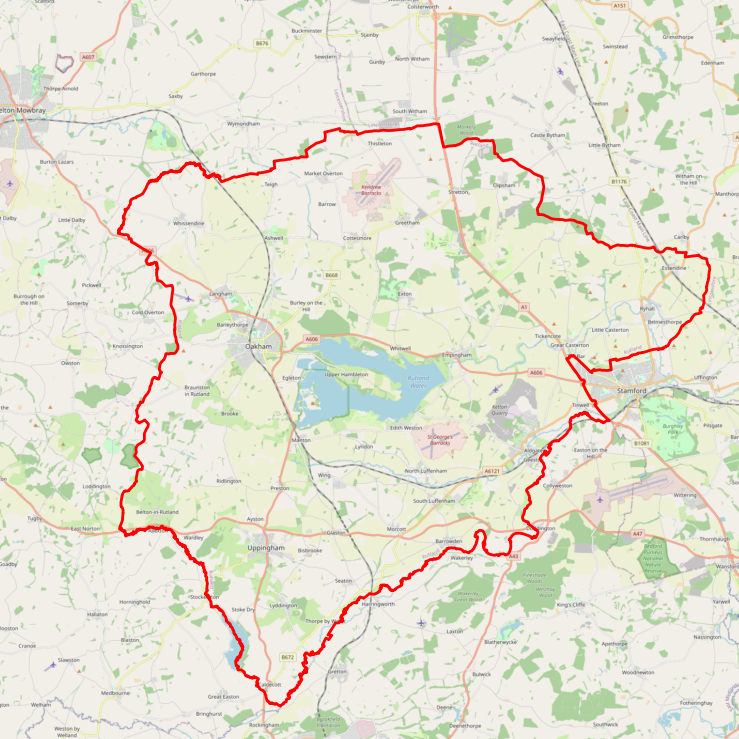 Colsterworth
A151
Buckminster
Stainby
B676
Swayfield
Swinstead
Grimsthorpe
Edenham
A607
Sewstern
Gunby
North Witham
Garthorpe
Thorpe Arnold
Saxby
Creeton
elton Mowbray
Wymondham
South Witham
Castle Bytham
Little Bytham
Thistleton
Burton Lazars
Market Overton
Teigh
Kendrew
Barracks
Stretton
Clipsham
B1176
Witham on
the Hill
Manthorpe
Barrow
Little Dalby
Whissendine
Greetham
Ashwell
Cottesmore
Carlby
Essendine
Pickwell
Burrough on
the Hill
Somerby
Cold Overton
Langham
B668
Burley on the
Hill
Exton
A1
Ryhall
Belmesthorpe
Barleythorpe
Tickencote
Little Casterton
Great Casterton
Knossington
Oakham
A606
Whitwell
Empingham
Owston
Egleton
Upper Hambleton
Rutland
Water
A606
Uffington
Stamford
Braunston
in Rutland
Brooke
Tinwell
Edith Weston
St George's
Barracks
Burghley
Park
Pilsgate
Manton
Lyndon
B1081
Easton on the
Hill
Loddington
Wing
North Luffenham
A6121
Ridlington
Preston
Collyweston
Wittering
South Luffenham
Tugby
East Norton
Belton-in-Rutland
Ayston
Wardley
Glaston
Morcott
Barrowden
A47
Thornhaugh
Uppingham
Bisbrooke
Wakerley
A43
Seaton
Horninghold
Stoke Dry
Lyddington
Harringworth
King's Cliffe
Yarwell
Hallaton
Thorpe by W
Blaston
Laxton
Blatherwycke
Apethorpe
Nassington
Cranoe
Slawston
B672
Gretton
Bulwick
Woodnewton
Medbourne
Great Easton
Caldecott
Deene
Fotheringhay
Welham
Bringhurst
Rockingham
Deenethorpe
Southwick
Weston by
Welland